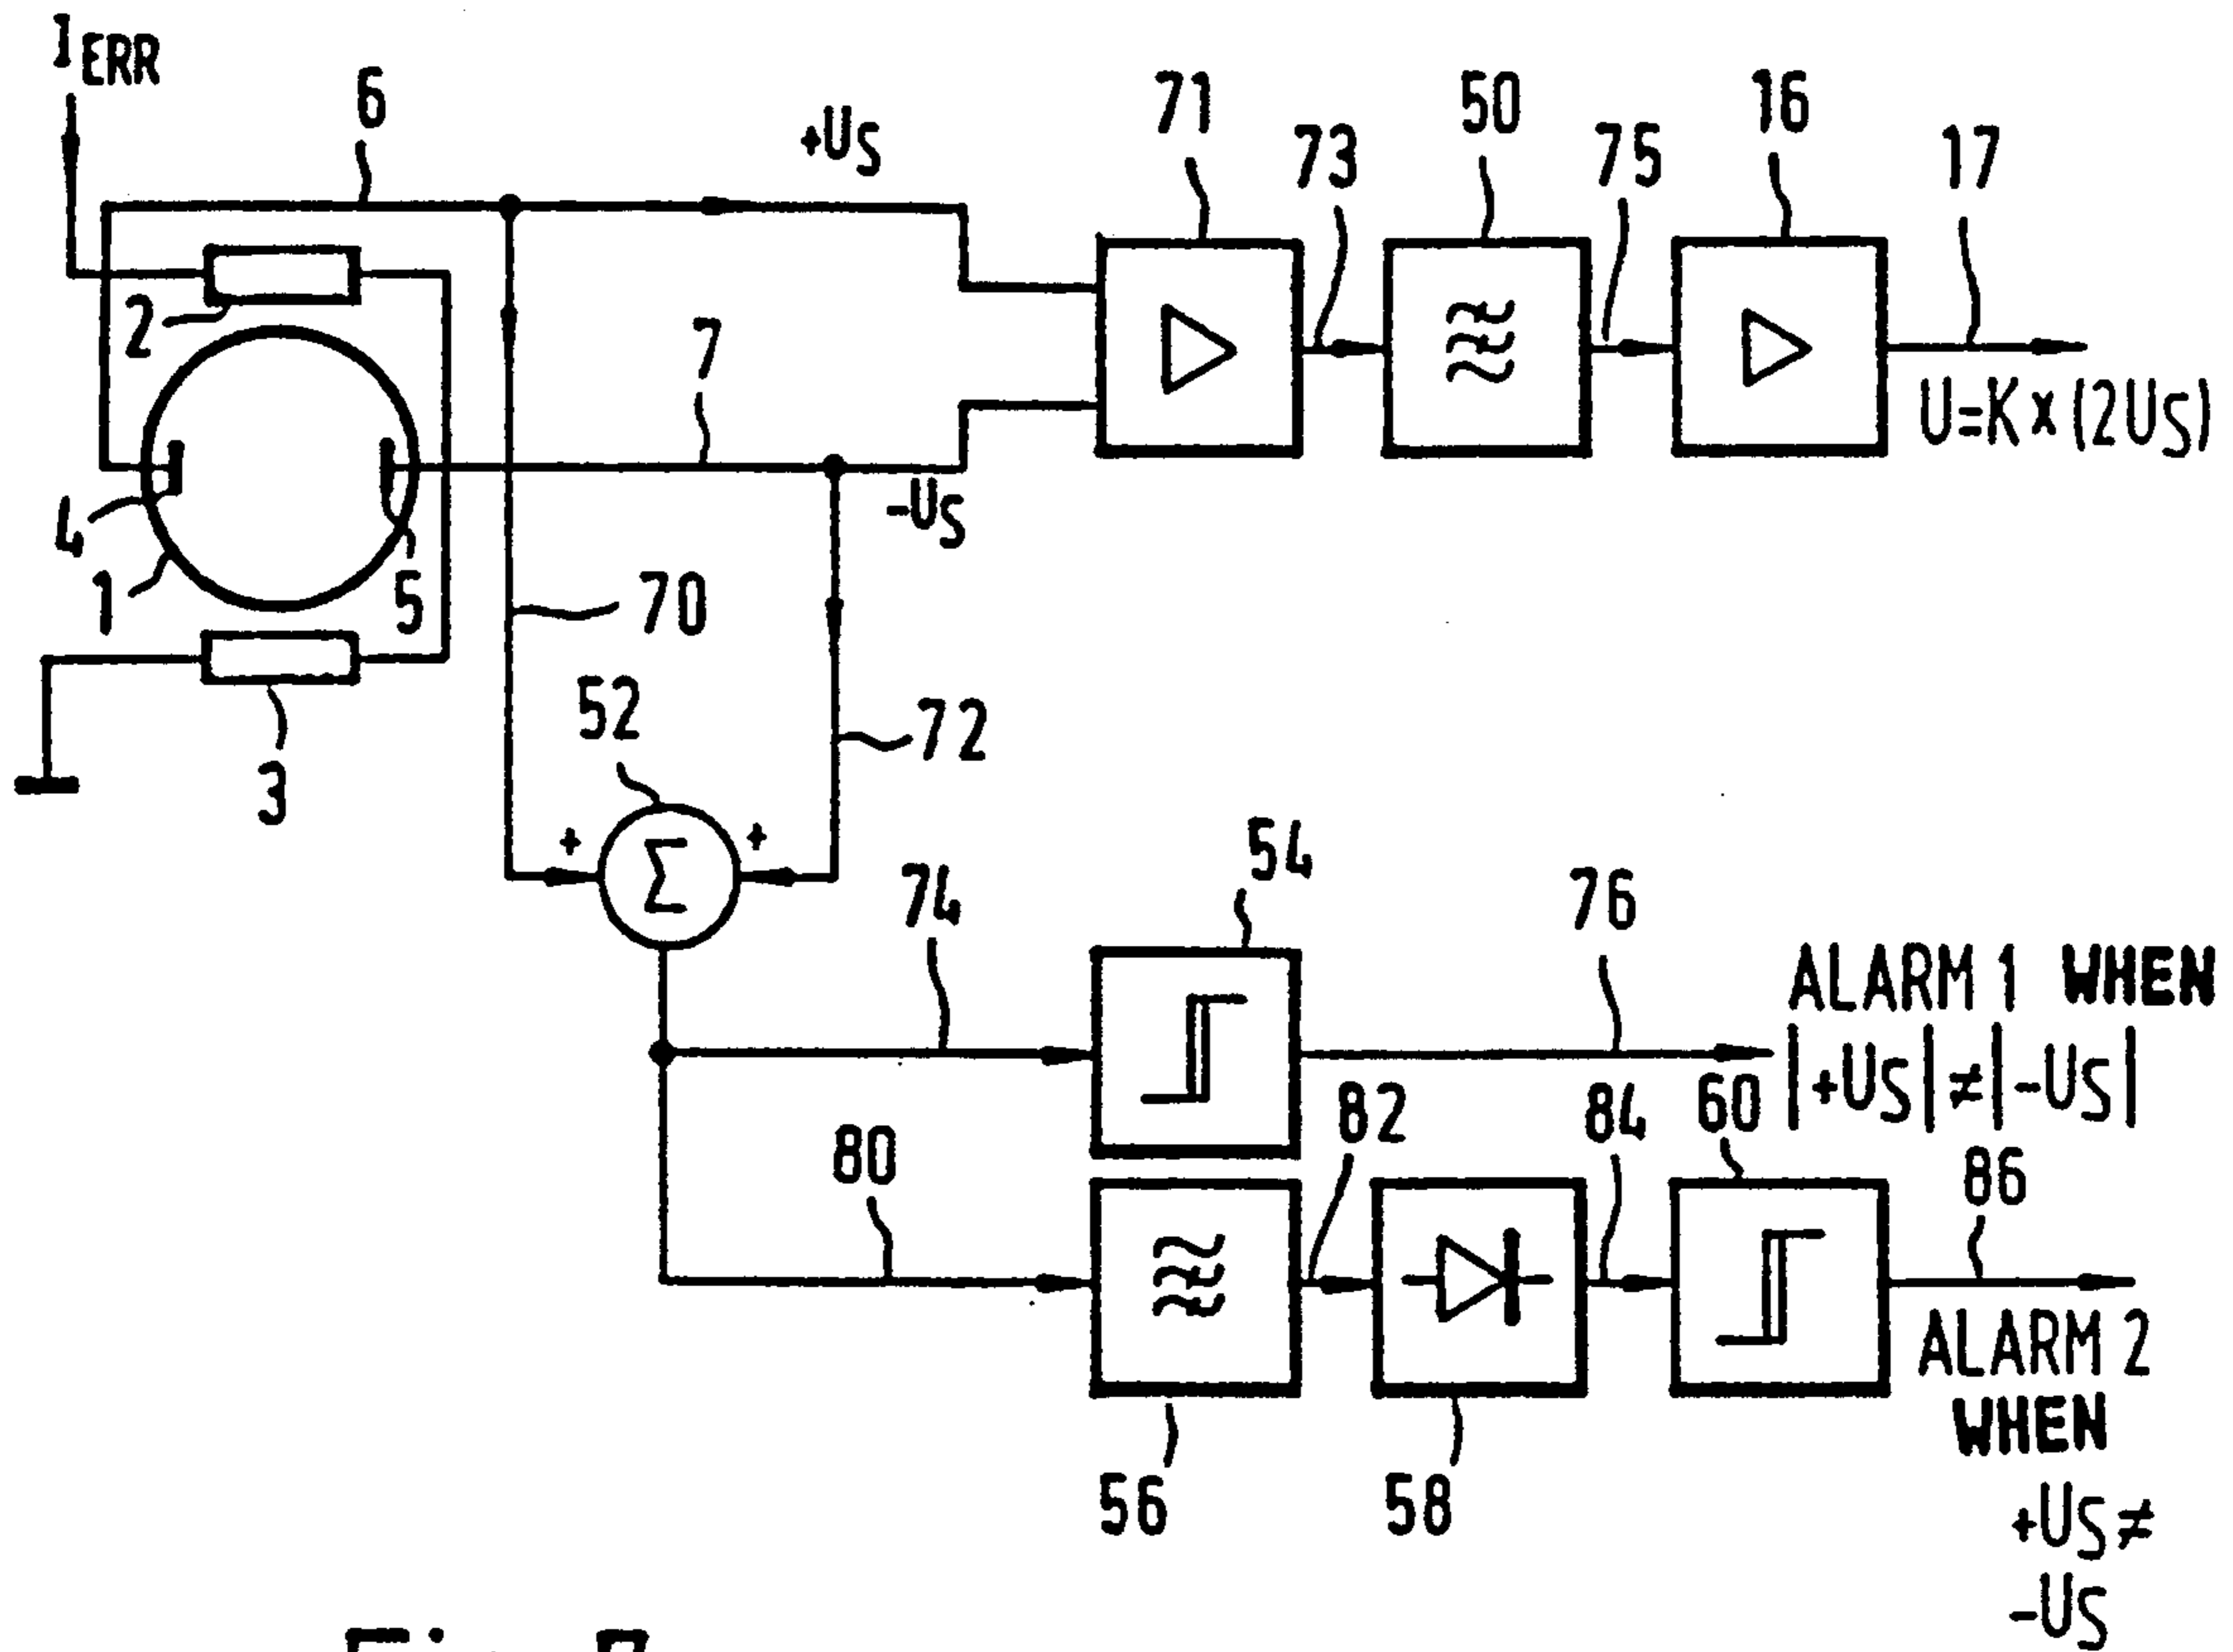 IERR
6
+US
71
73
50
75
16
17
2
7
U=K x (2US)
4
-US
1
5
70
52
72
3
+
+
Σ
54
74
76
ALARM 1 WHEN
|+US|≠|-US|
82
84
60
80
86
ALARM 2
WHEN
56
58
+US≠
-US